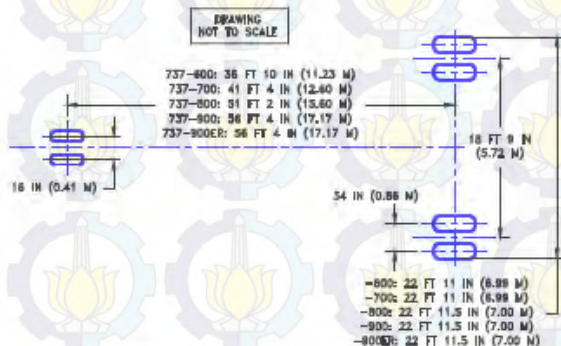 DRAWING
NOT TO SCALE
737-600: 36 FT 10 IN (11.23 M)
737-700: 41 FT 4 IN (12.60 M)
737-800: 51 FT 2 IN (15.60 M)
737-900: 56 FT 4 IN (17.17 M)
737-900ER: 56 FT 4 IN (17.17 M)
18 FT 9 IN
(5.72 M)
16 IN (0.41 M)
34 IN (0.86 M)
-600: 22 FT 11 IN (6.99 M)
-700: 22 FT 11 IN (6.99 M)
-800: 22 FT 11.5 IN (7.00 M)
-900: 22 FT 11.5 IN (7.00 M)
-900ER: 22 FT 11.5 IN (7.00 M)